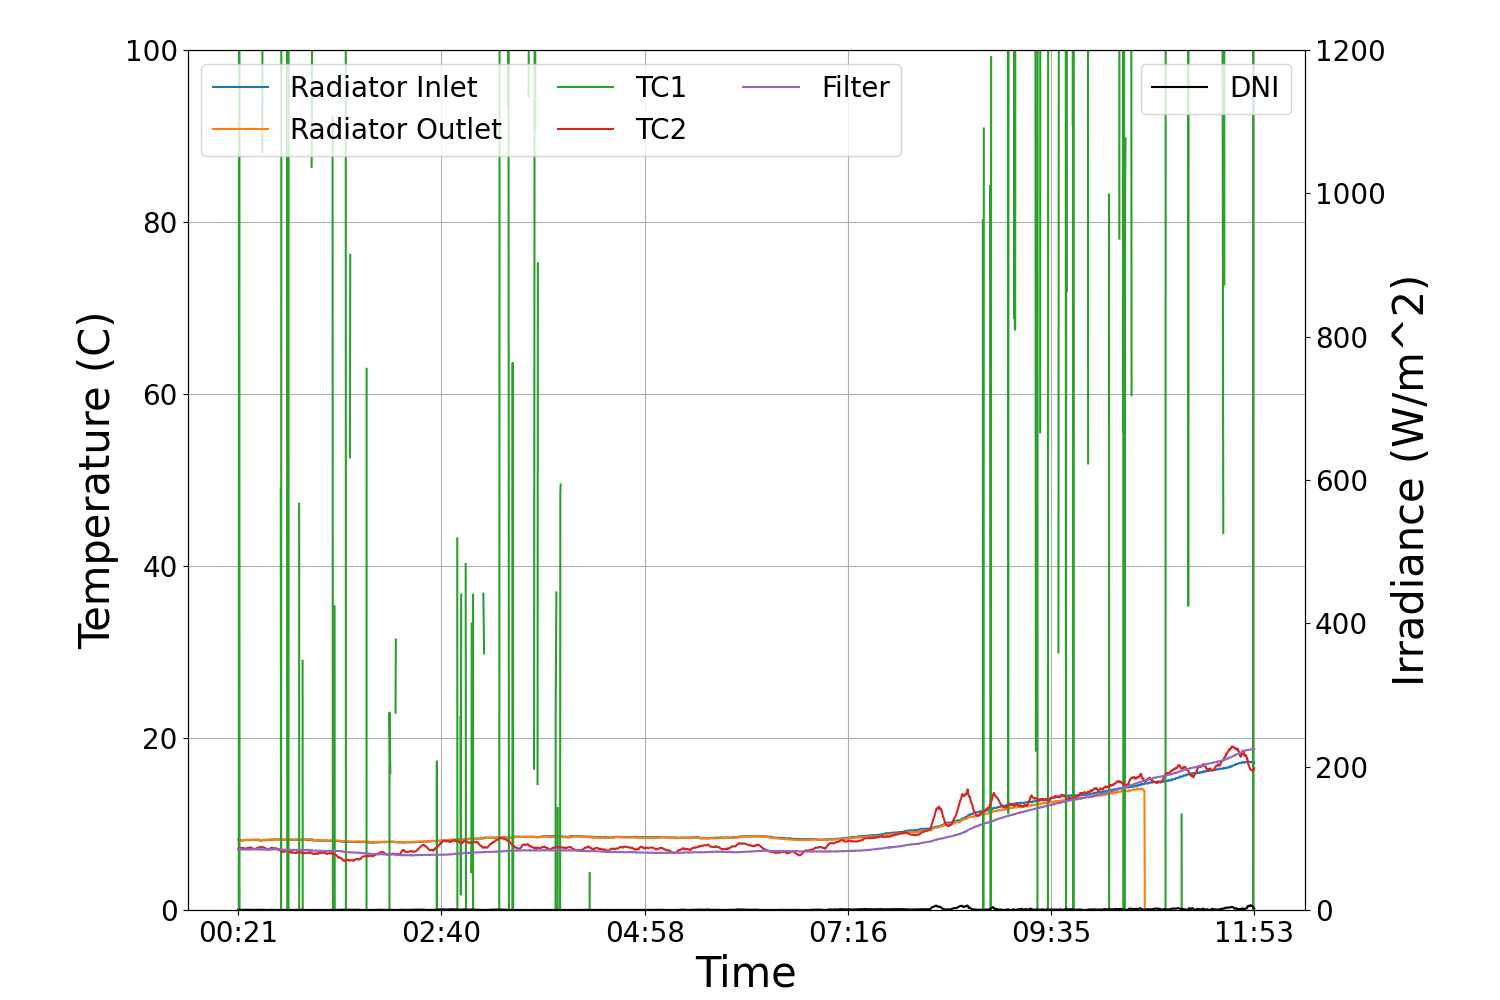 100
80
60
40
20
0
Temperature (C)
Radiator Inlet
Radiator Outlet
TC1
TC2
Filter
DNI
1200
1000
800
600
400
200
0
Irradiance (W/m^2)
00:21 02:40 04:58 07:16 09:35 11:53
Time